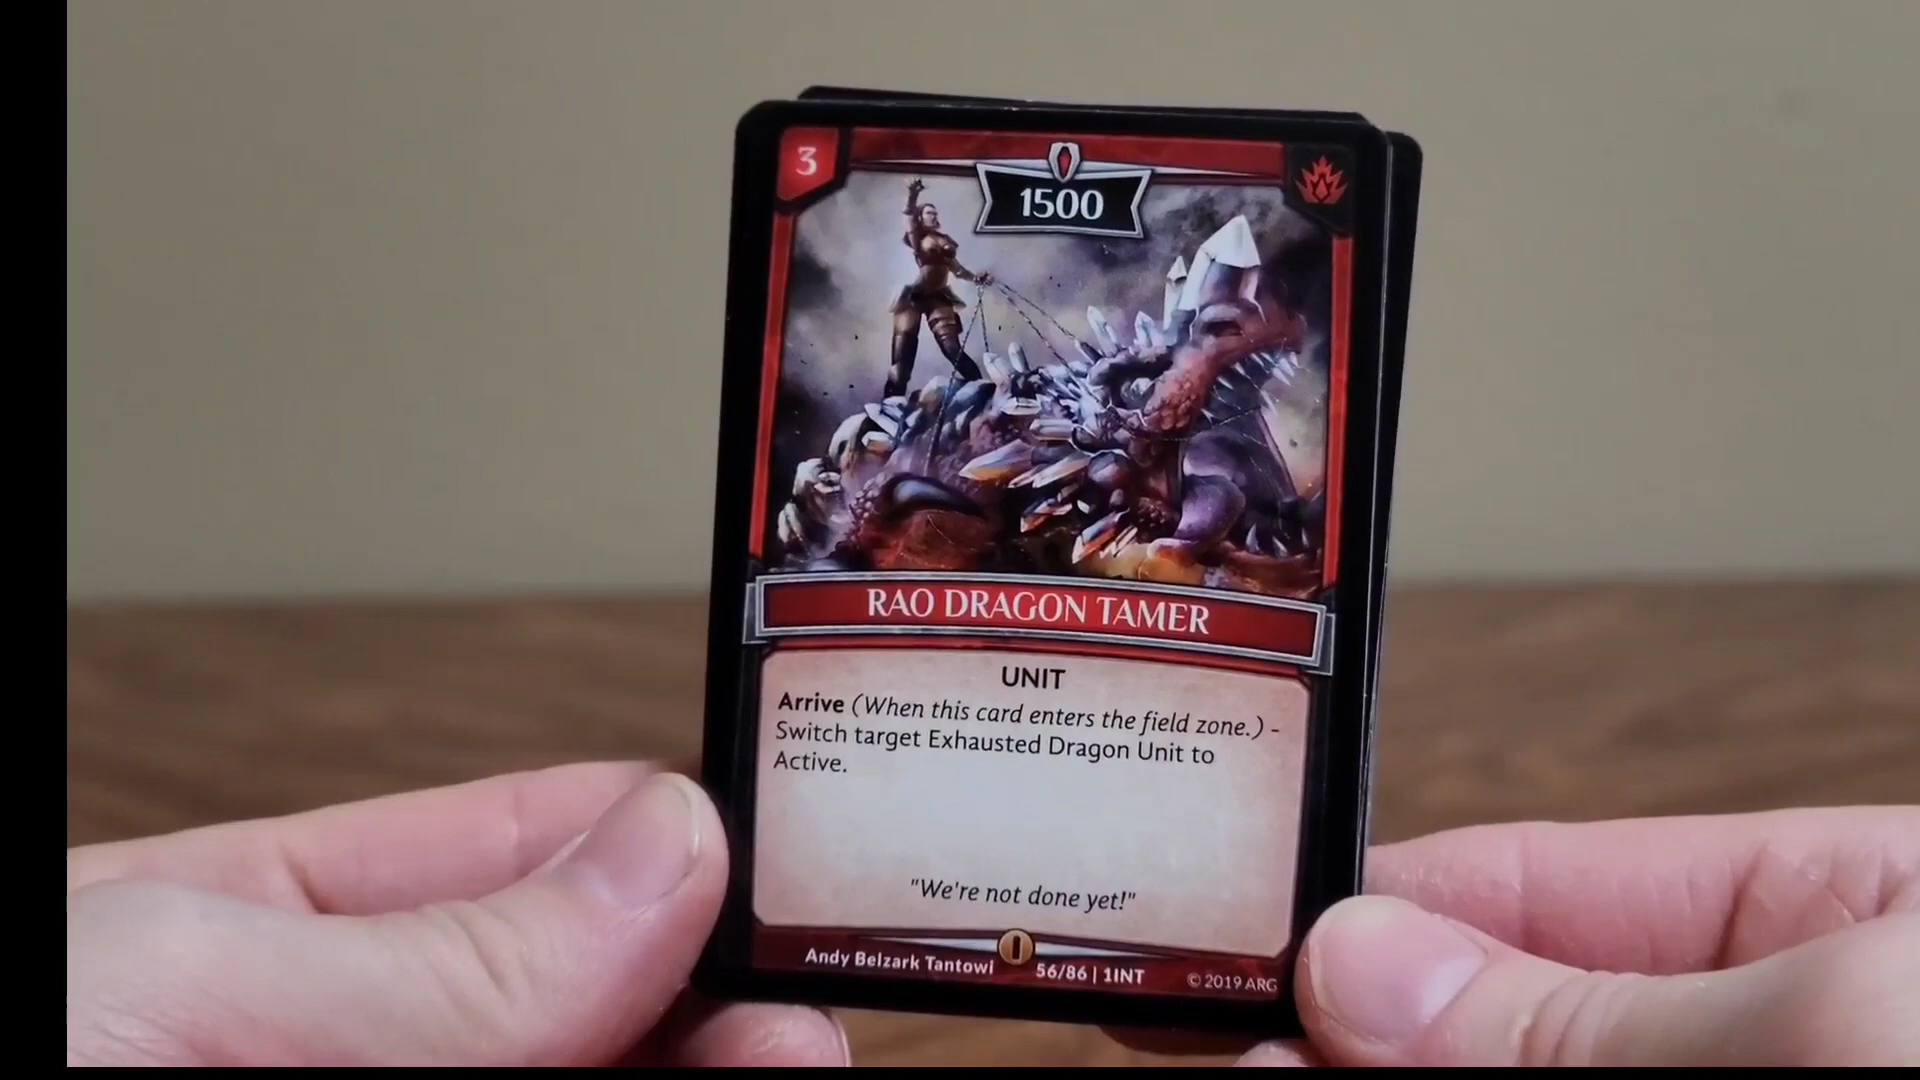 3
1500
RAO DRAGON TAMER
UNIT
Arrive (When this card enters the field zone.) -
Switch target Exhausted Dragon Unit to
Active.
"We're not done yet!"
Andy Belzark Tantowi 56/86 | 1INT © 2019 ARG